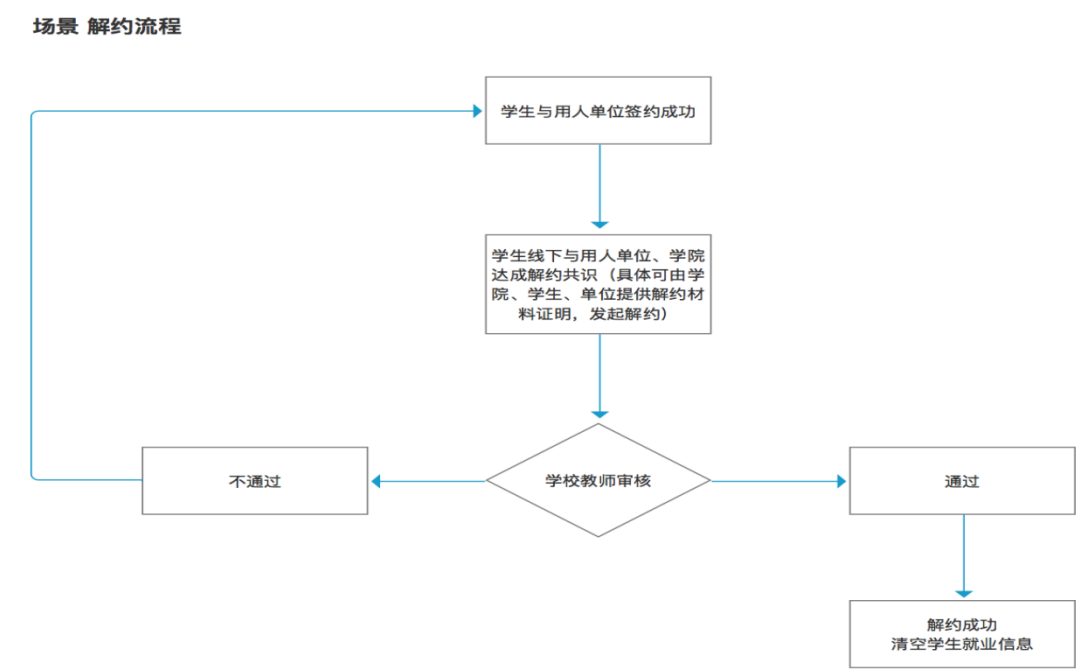 场景 解约流程
学生与用人单位签约成功
学生线下与用人单位、学院
达成解约共识（具体可由学
院、学生、单位提供解约材
料证明，发起解约）
不通过
学校教师审核
通过
解约成功
清空学生就业信息